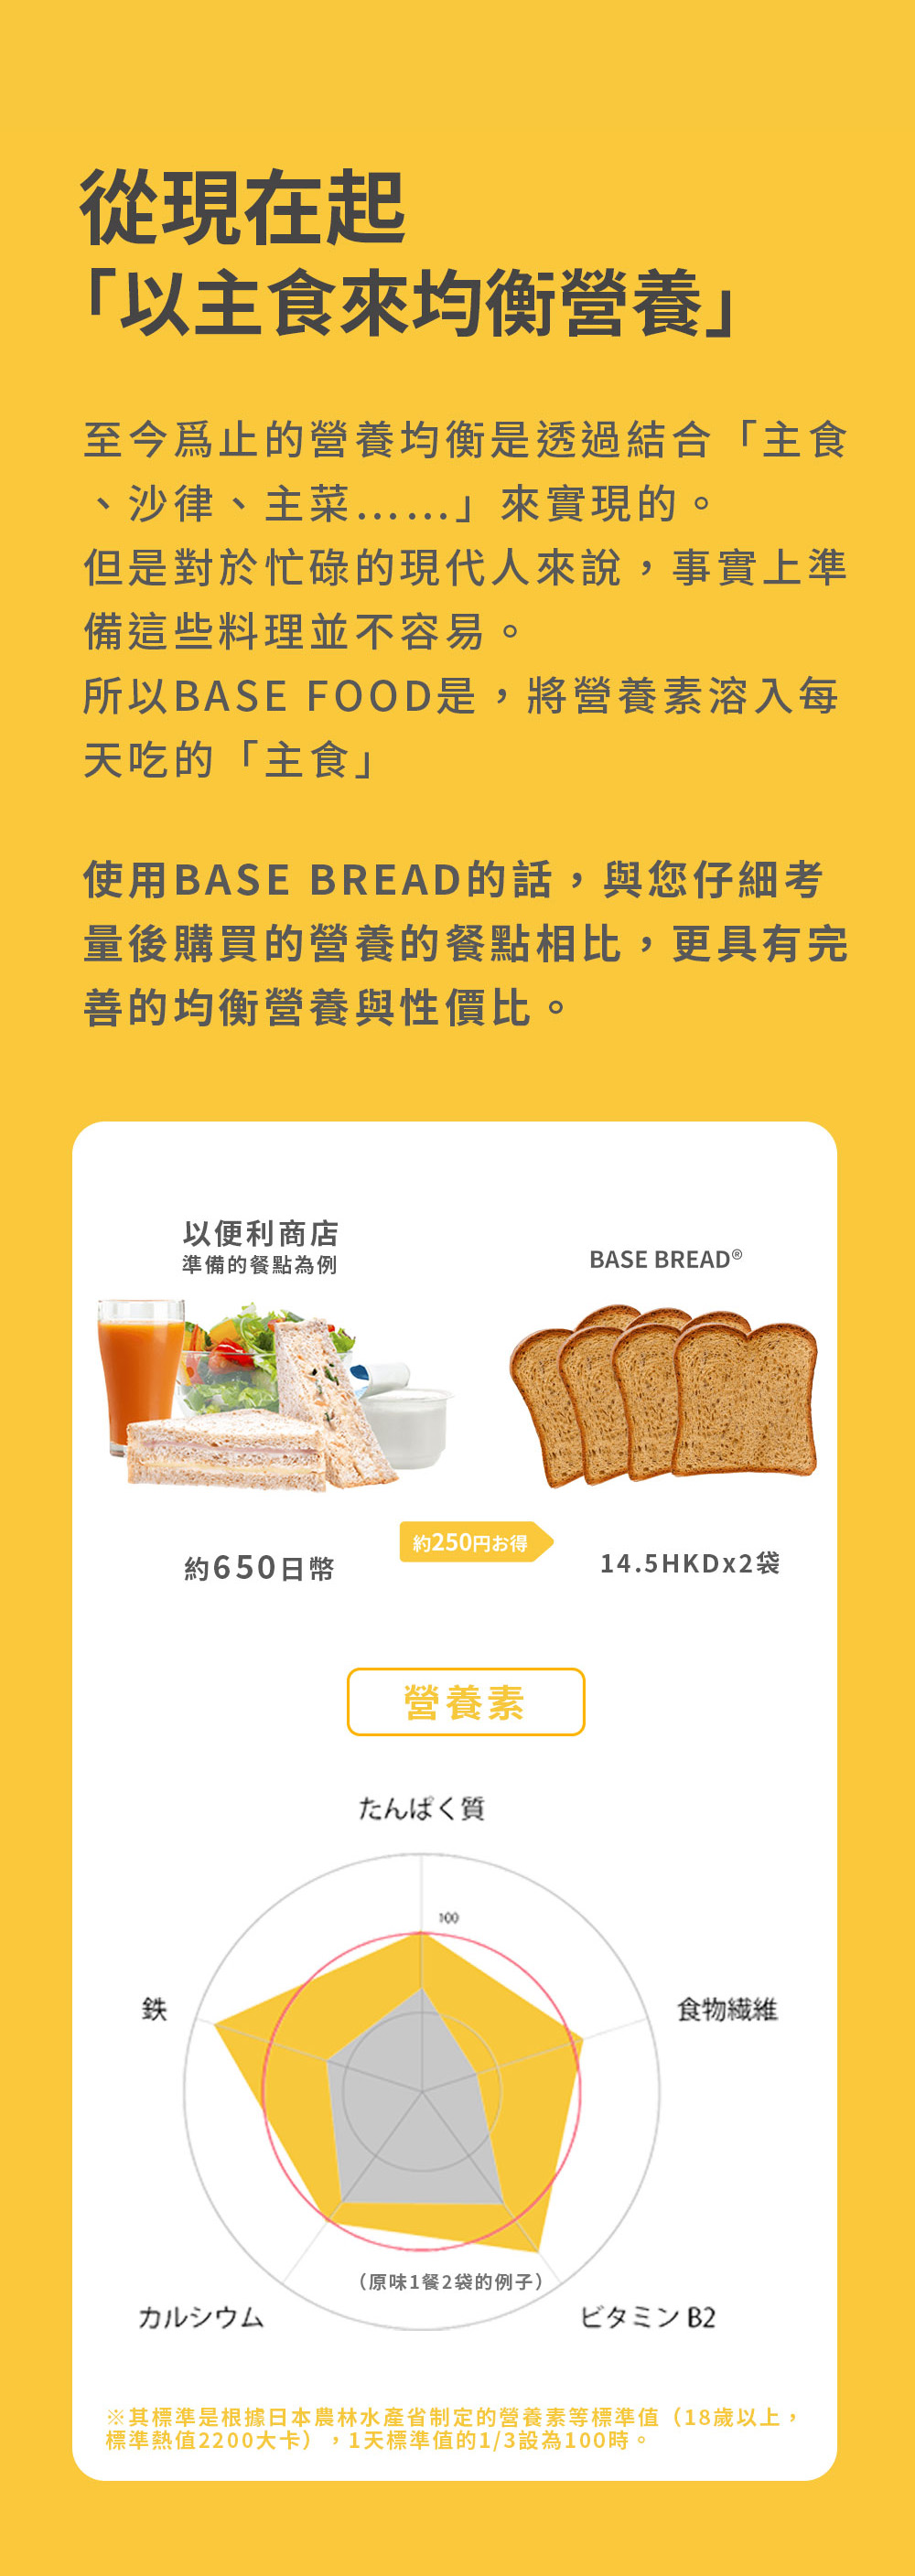 從現在起
「以主食來均衡營養」
至今爲止的營養均衡是透過結合「主食
、沙律、主菜……」來實現的。
但是對於忙碌的現代人來說，事實上準
備這些料理並不容易。
所以BASE FOOD是，將營養素溶入每
天吃的「主食」
使用BASE BREAD的話，與您仔細考
量後購買的營養的餐點相比，更具有完
善的均衡營養與性價比。
以便利商店
準備的餐點為例
BASE BREAD®
約650日幣
約250円お得
14.5HKDx2袋
營養素
たんぱく質
100
鉄
食物繊維
（原味1餐2袋的例子）
カルシウム
ビタミン B2
※其標準是根據日本農林水產省制定的營養素等標準值（18歲以上，
標準熱值2200大卡），1天標準值的1/3設為100時。